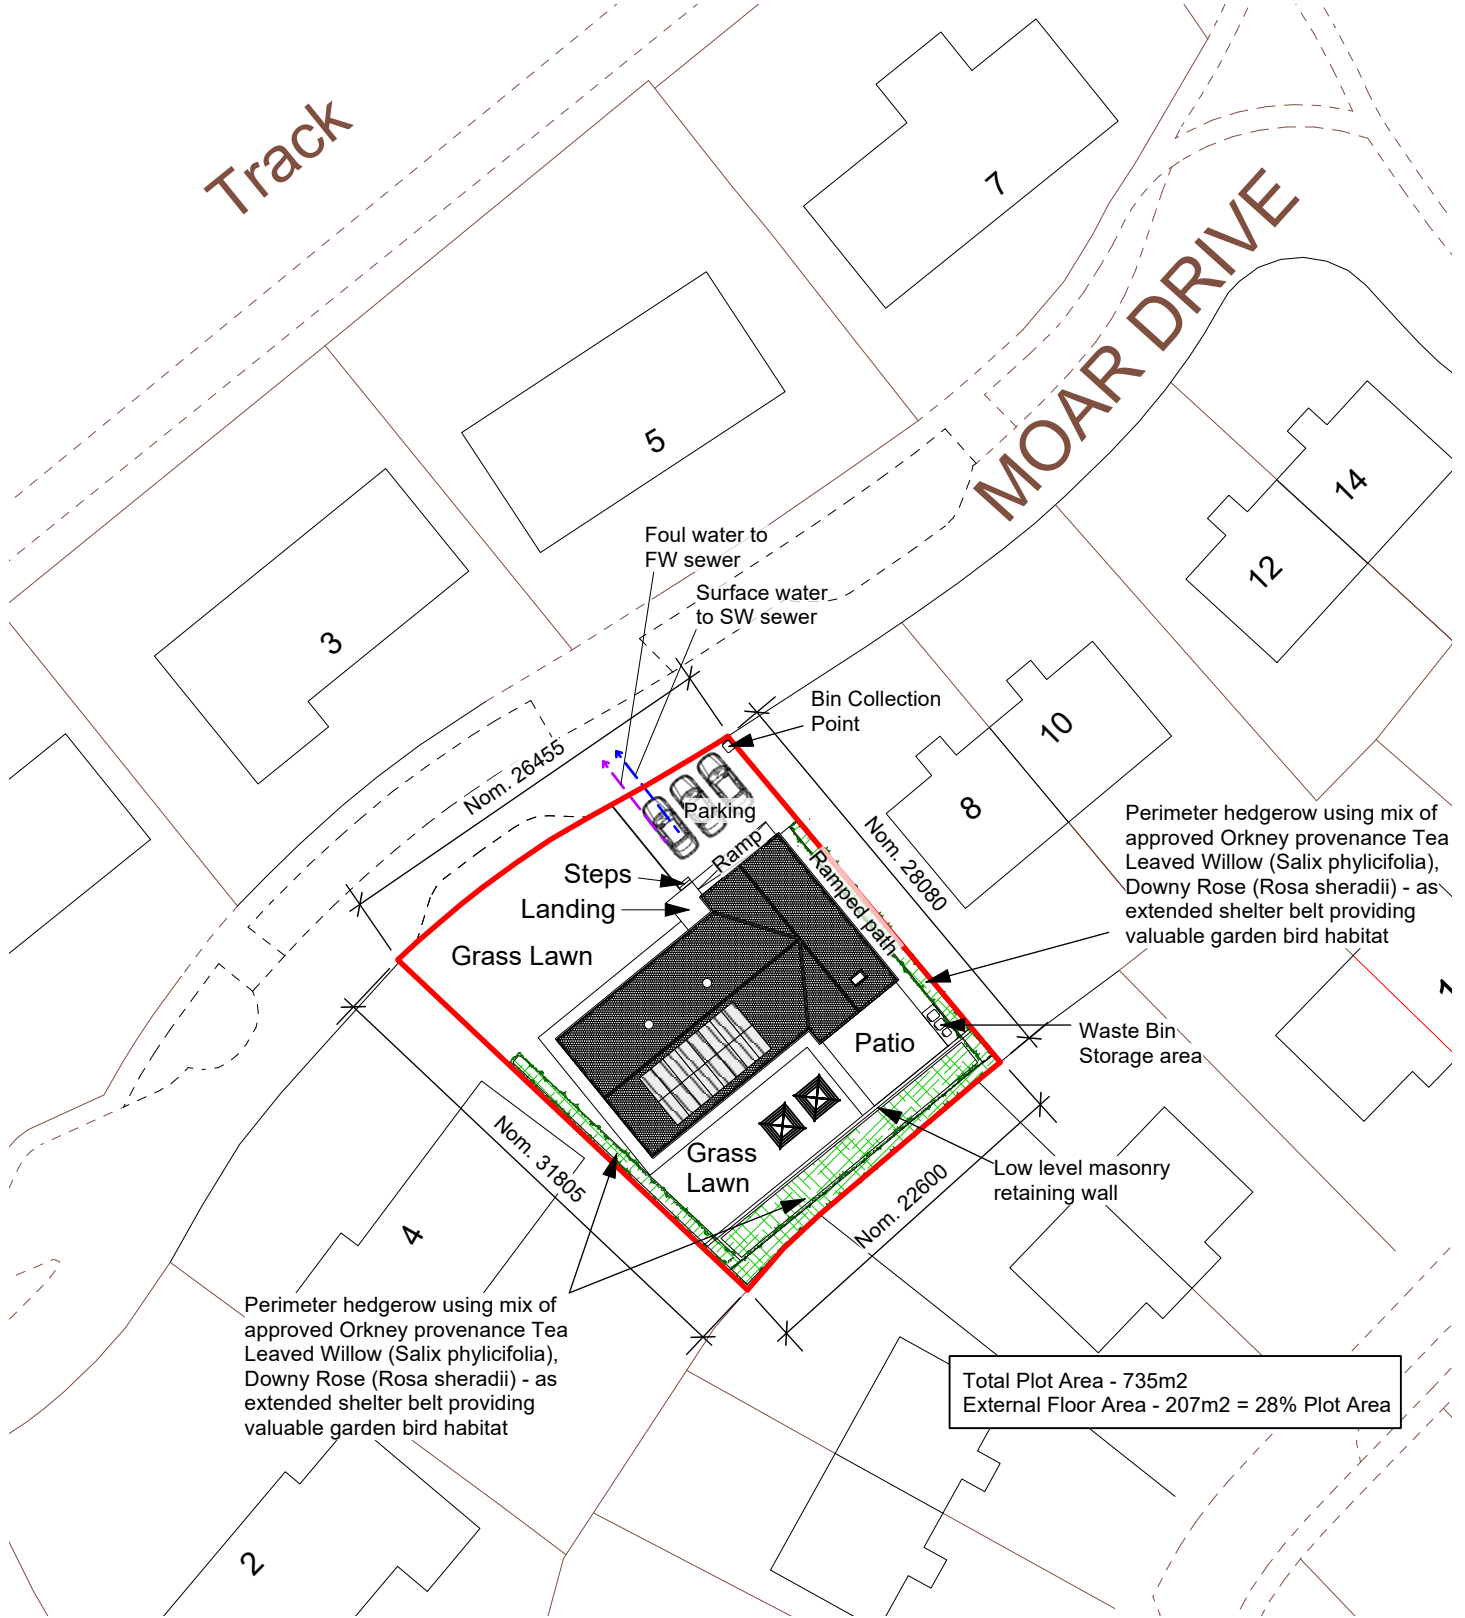 Track
7
MOAR DRIVE
5
14
12
Foul water to
FW sewer
Surface water
to SW sewer
3
Bin Collection
Point
10
8
Nom. 26455
Parking
Nom. 28080
Perimeter hedgerow using mix of
approved Orkney provenance Tea
Leaved Willow (Salix phylicifolia),
Downy Rose (Rosa sheradii) - as
extended shelter belt providing
valuable garden bird habitat
Steps
Ramp
Landing
Ramped path
Grass Lawn
Patio
Waste Bin
Storage area
Grass
Lawn
Nom. 31805
Low level masonry
retaining wall
Nom. 22600
4
Perimeter hedgerow using mix of
approved Orkney provenance Tea
Leaved Willow (Salix phylicifolia),
Downy Rose (Rosa sheradii) - as
extended shelter belt providing
valuable garden bird habitat
Total Plot Area - 735m2
External Floor Area - 207m2 = 28% Plot Area
2